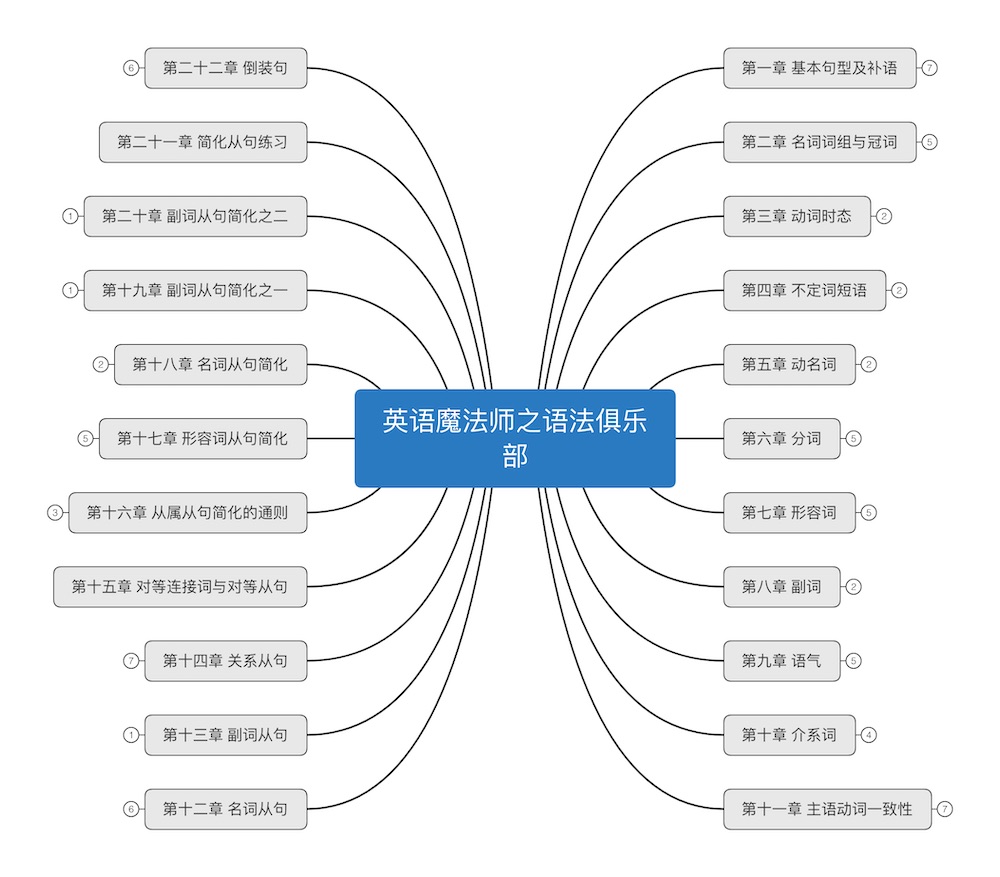 英语魔法师之语法俱乐
部
第一章 基本句型及补语
7
第二章 名词词组与冠词
5
第三章 动词时态
2
第四章 不定词短语
2
第五章 动名词
2
第六章 分词
5
第七章 形容词
5
第八章 副词
2
第九章 语气
5
第十章 介系词
4
第十一章 主语动词一致性
7
第十二章 名词从句
6
第十三章 副词从句
1
第十四章 关系从句
7
第十五章 对等连接词与对等从句
第十六章 从属从句简化的通则
3
第十七章 形容词从句简化
5
第十八章 名词从句简化
2
第十九章 副词从句简化之一
1
第二十章 副词从句简化之二
1
第二十一章 简化从句练习
第二十二章 倒装句
6